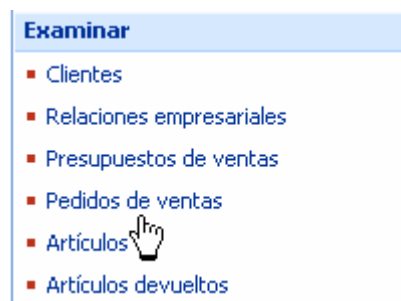 Examinar
Clientes
Relaciones empresariales
Presupuestos de ventas
Pedidos de ventas
Artículos
Artículos devueltos